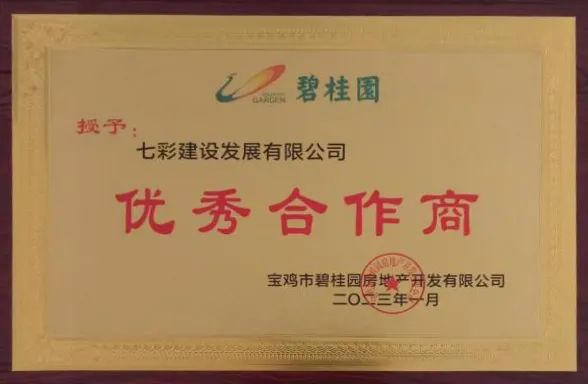 碧桂園
GARDEN
授予：
七彩建设发展有限公司
优秀合作商
宝鸡市碧桂园房地产开发有限公司
二〇二三年一月